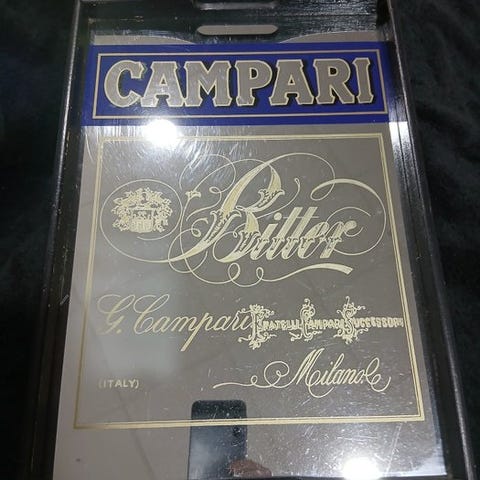 CAMPARI
Bitter
G. Campari Fratelli Campari Successori
(ITALY) Milano